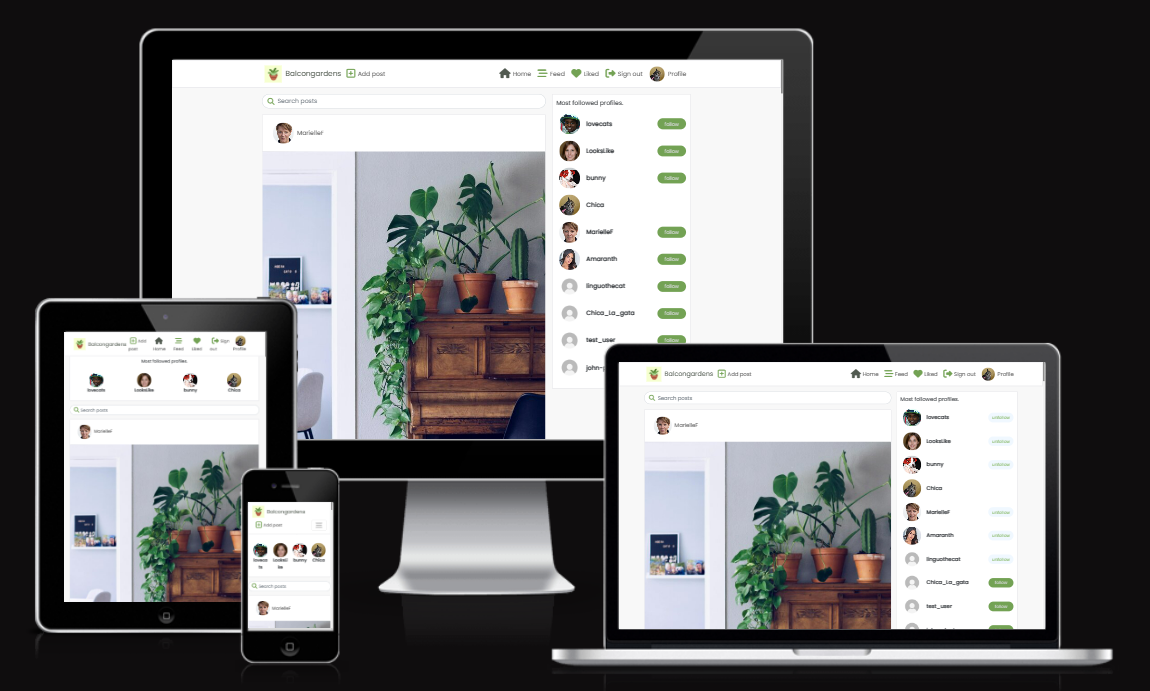 Balcongardens Add post Home Feed Liked Sign out Profile
Search posts
MarielleF
Most followed profiles.
lovecats follow
LooksLike follow
bunny follow
Chica
MarielleF follow
Amaranth follow
linguothecat follow
Chica_La_gata follow
test_user follow
john-
Balcongardens Add post Home Feed Liked Sign out Profile
Most followed profiles.
lovecats LooksLike bunny Chica
Search posts
MarielleF
Balcongardens
Add post
lovecats LooksLike bunny Chica
Search posts
MarielleF
Balcongardens Add post Home Feed Liked Sign out Profile
Search posts
MarielleF
Most followed profiles.
lovecats unfollow
LooksLike unfollow
bunny unfollow
Chica
MarielleF unfollow
Amaranth unfollow
linguothecat unfollow
Chica_La_gata follow
test_user follow